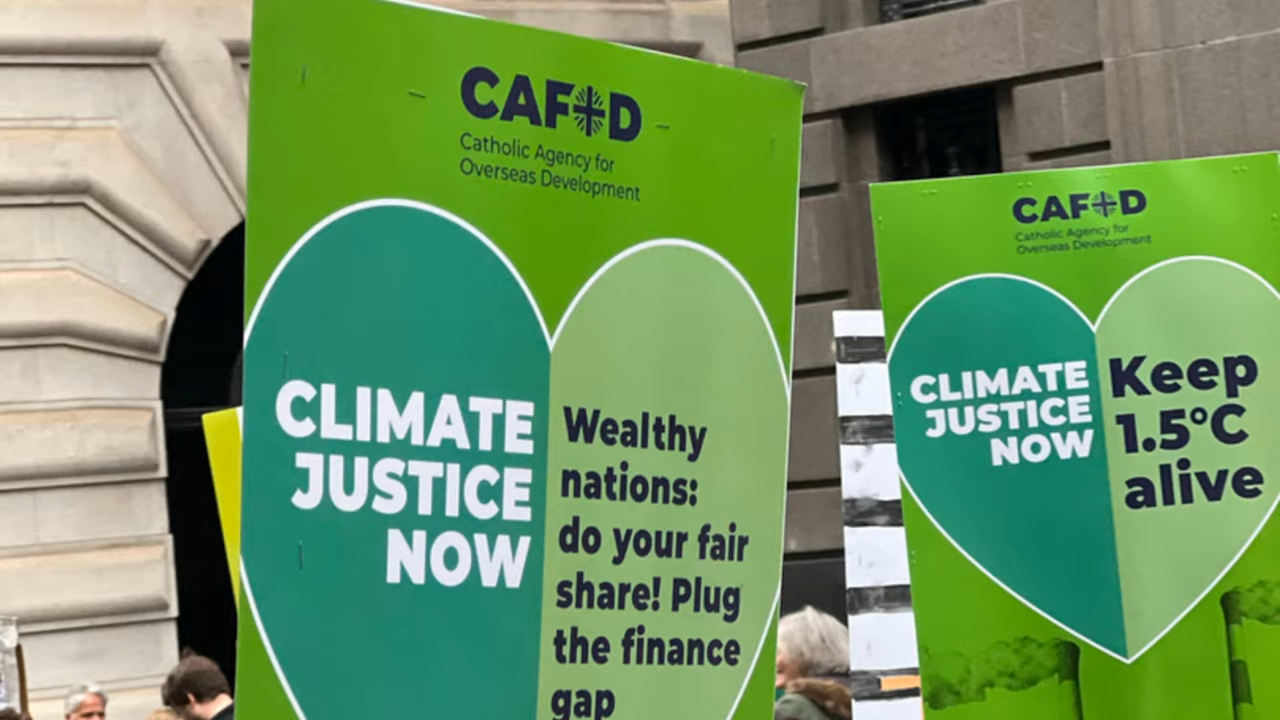 CAFOD
Catholic Agency for
Overseas Development
CLIMATE
JUSTICE
NOW
Wealthy
nations:
do your fair
share! Plug
the finance
gap
CAFOD
Catholic Agency for
Overseas Development
CLIMATE
JUSTICE
NOW
Keep
1.5°C
alive